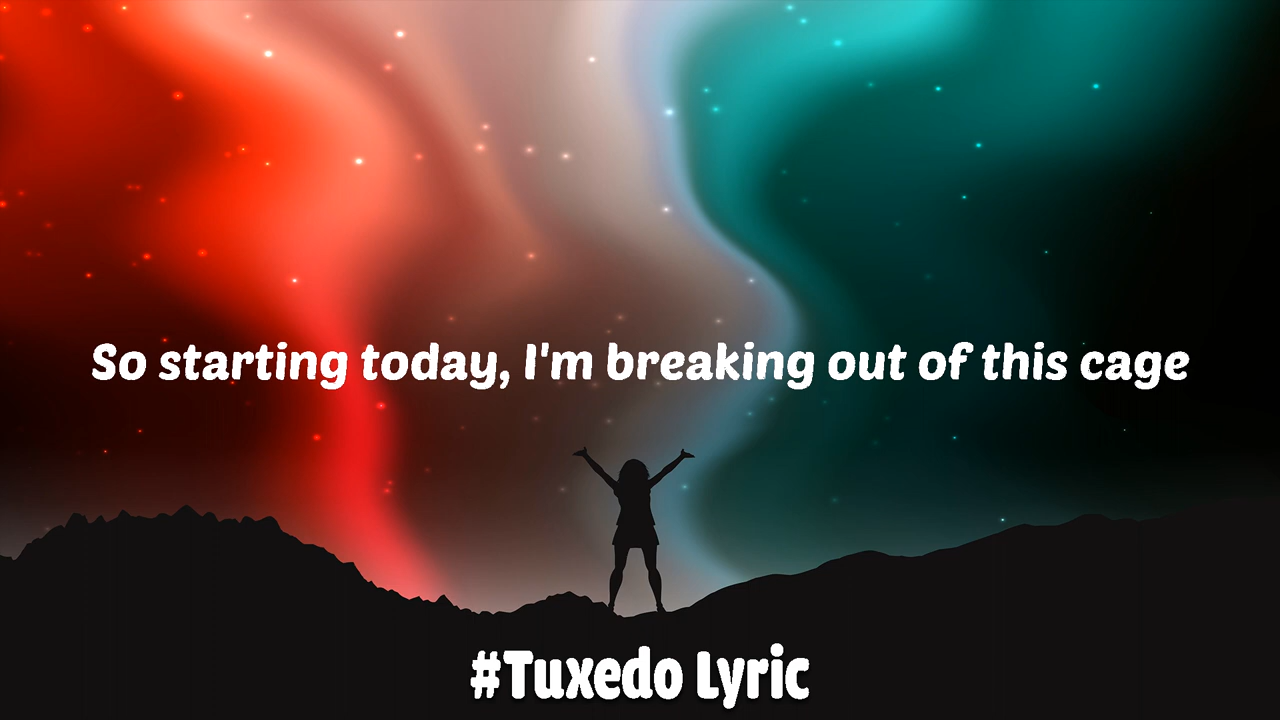 So starting today, I'm breaking out of this cage
#Tuxedo Lyric